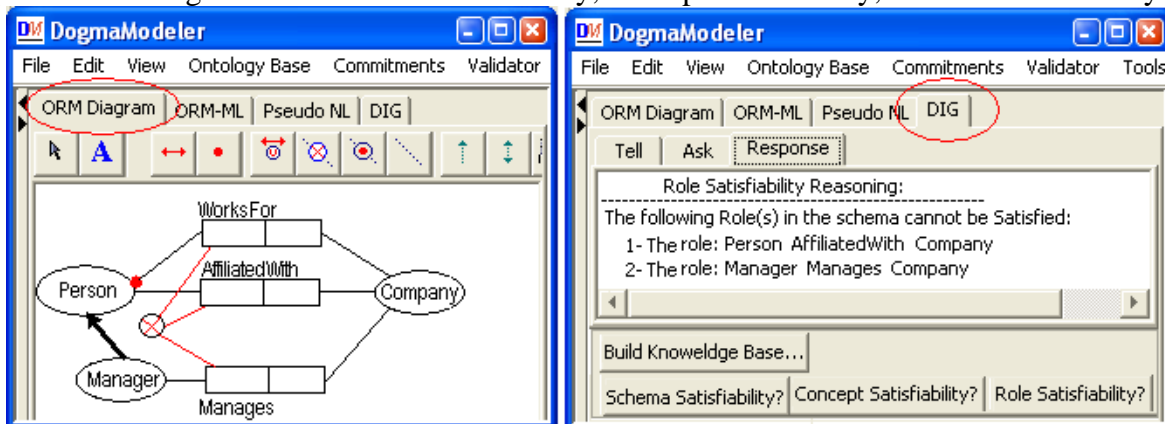 DogmaModeler
File Edit View Ontology Base Commitments Validator
ORM Diagram ORM-ML Pseudo NL DIG
A
WorksFor
AffiliatedWith
Person
Company
Manager
Manages
DogmaModeler
File Edit View Ontology Base Commitments Validator Tools
ORM Diagram ORM-ML Pseudo NL DIG
Tell Ask Response
Role Satisfiability Reasoning:
The following Role(s) in the schema cannot be Satisfied:
1- The role: Person AffiliatedWith Company
2- The role: Manager Manages Company
Build Knoweldge Base...
Schema Satisfiability? Concept Satisfiability? Role Satisfiability?